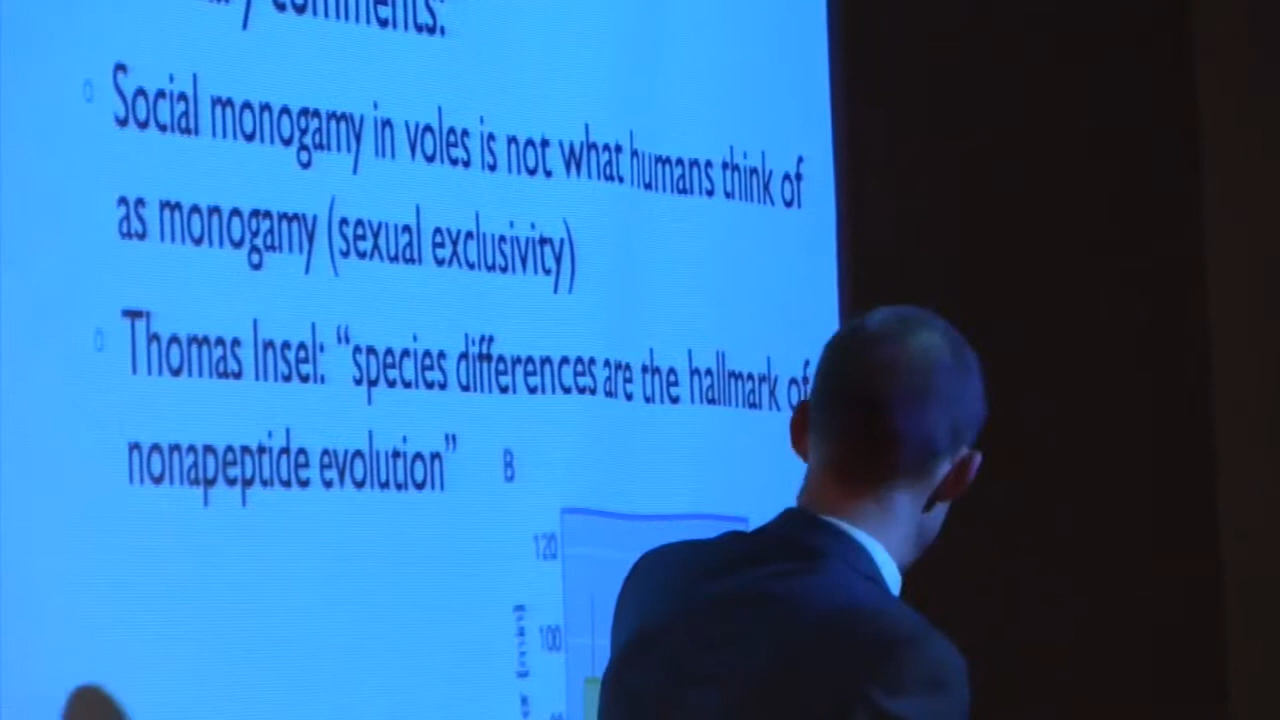 comments:
Social monogamy in voles is not what humans think of
as monogamy (sexual exclusivity)
Thomas Insel: “species differences are the hallmark of
nonapeptide evolution”
B
120
100